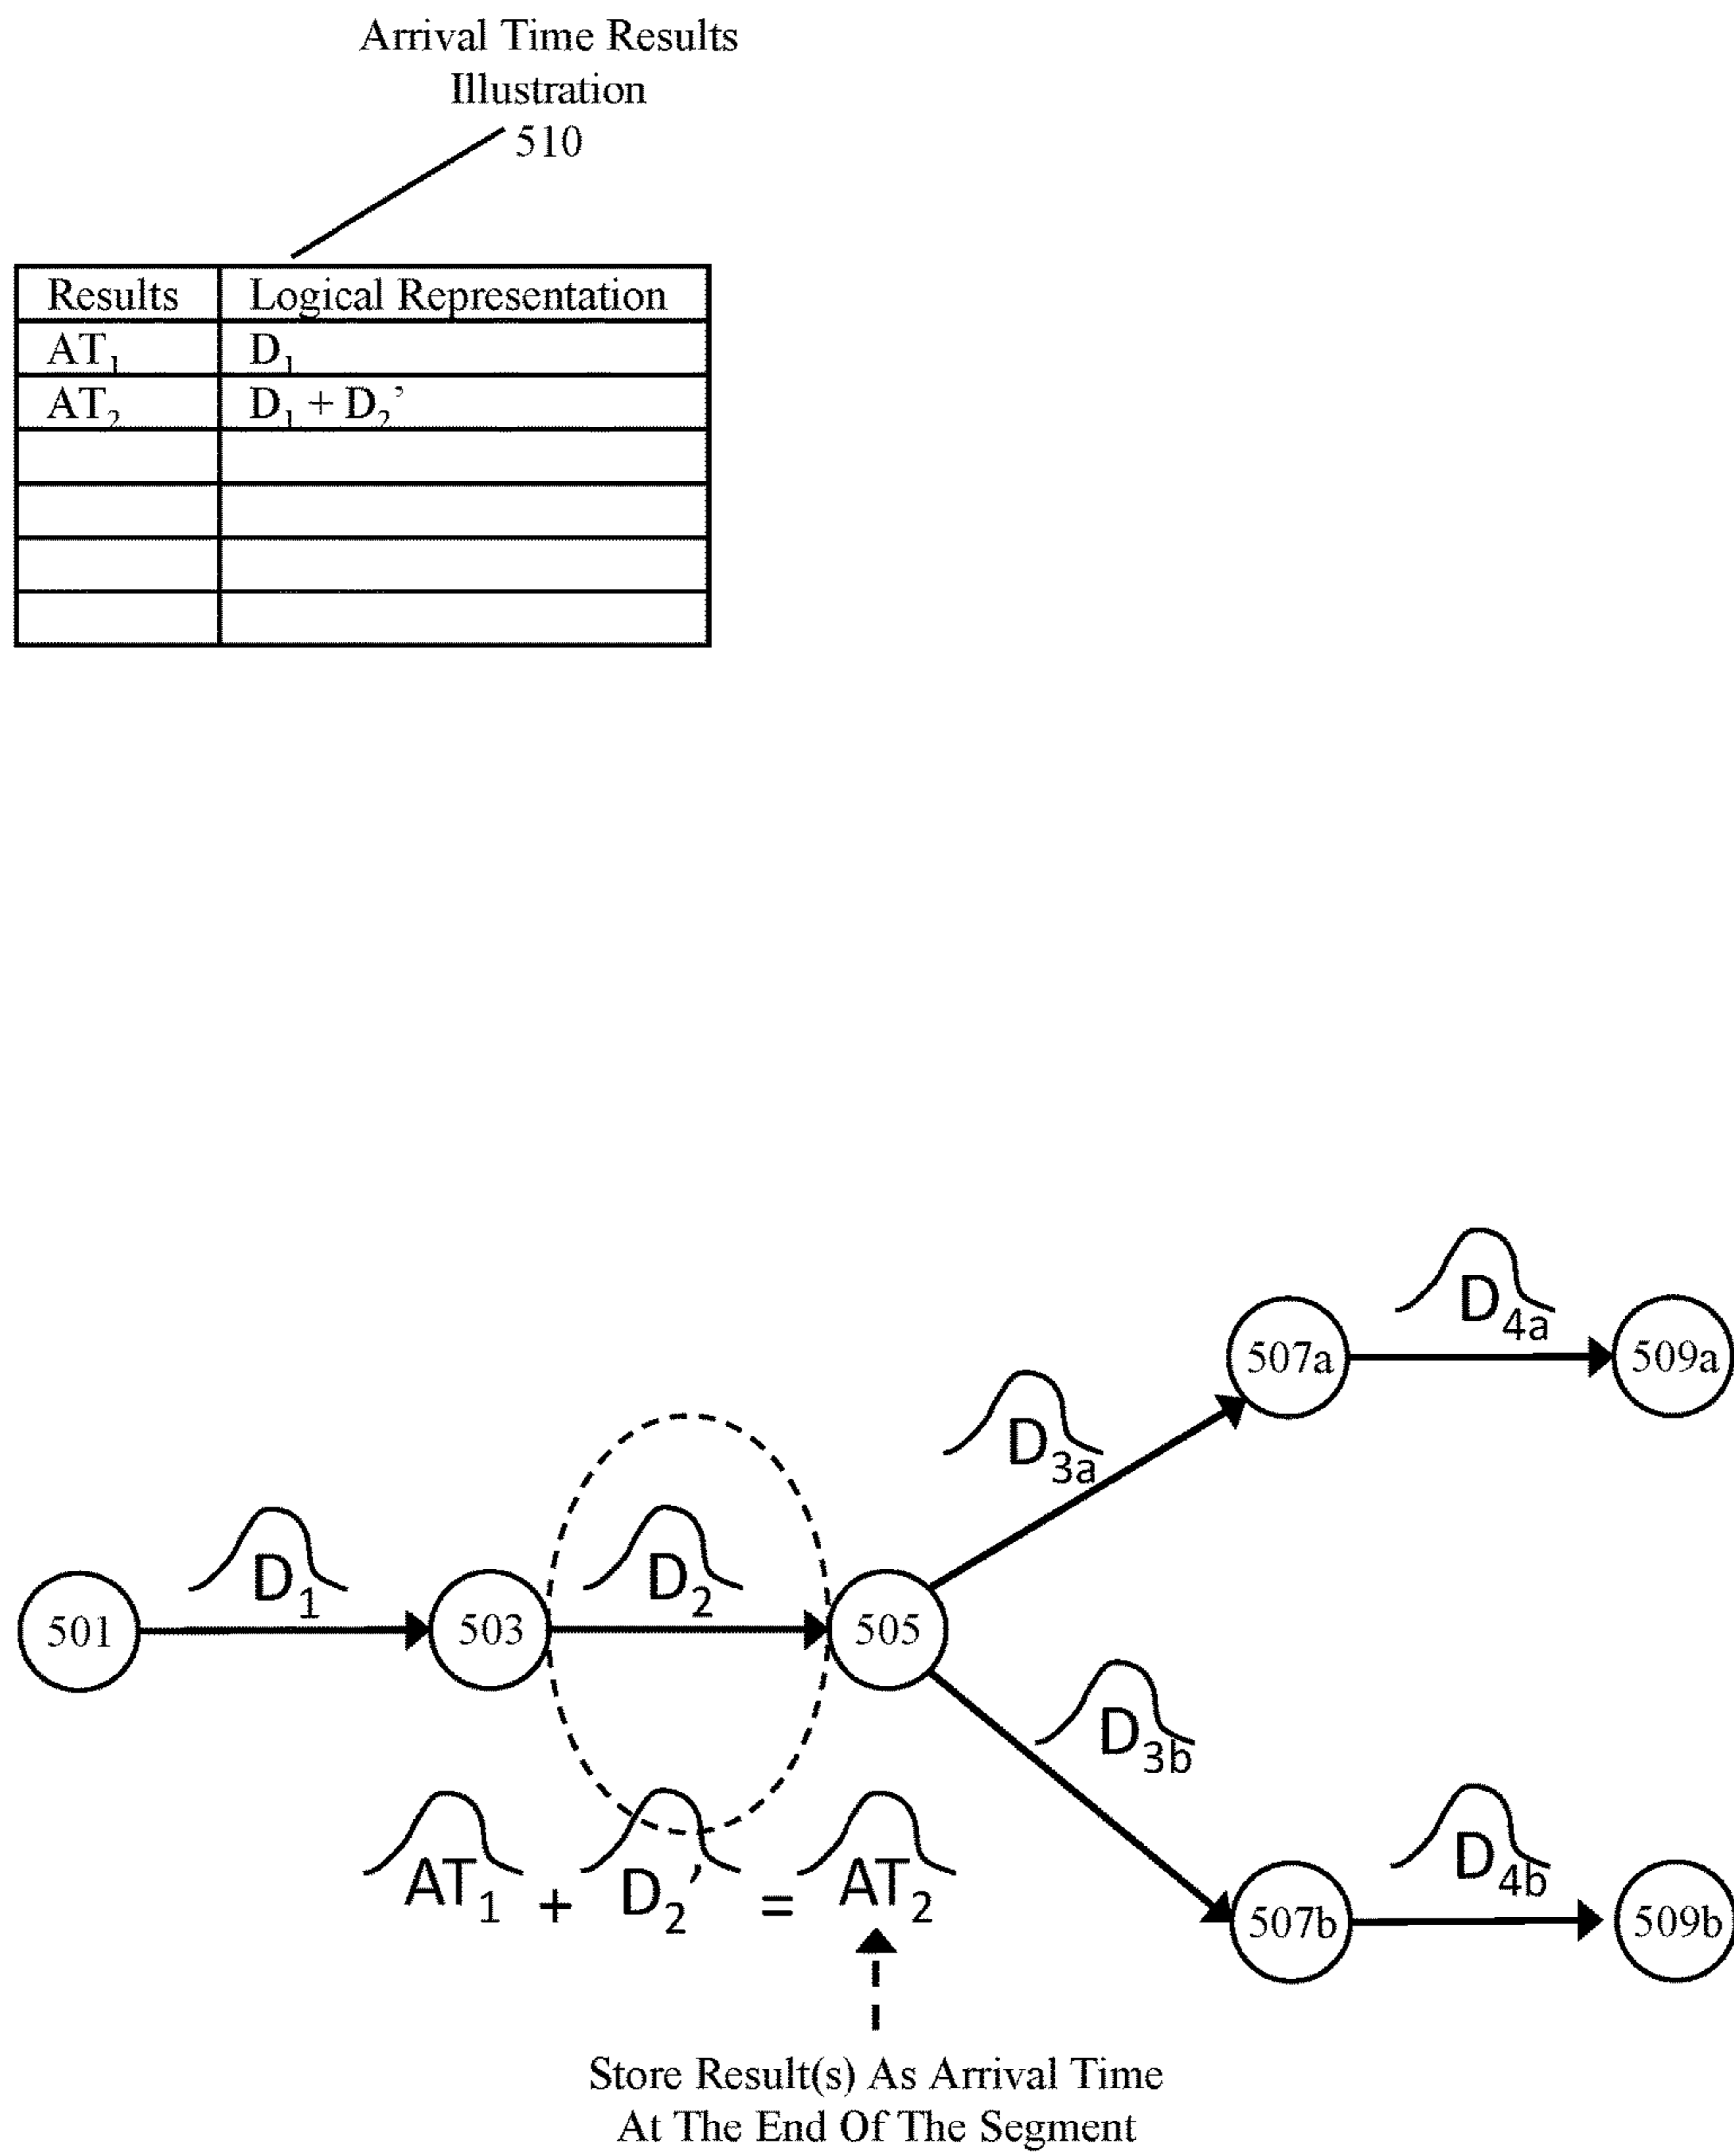 Arrival Time Results
Illustration
510
Results Logical Representation
AT₁ D₁
AT₂ D₁ + D₂’
D₄ₐ
507a 509a
D₃ₐ
D₁ D₂
501 503 505
D₃b
AT₁ + D₂’ = AT₂
D₄b
507b 509b
Store Result(s) As Arrival Time
At The End Of The Segment